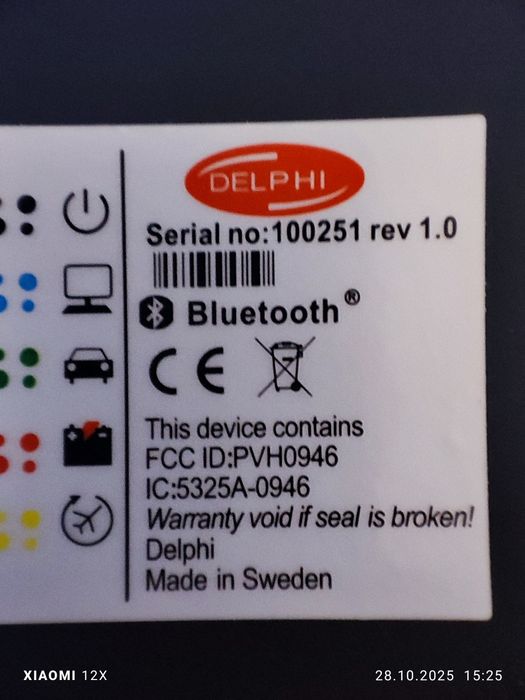 DELPHI
Serial no:100251 rev 1.0
Bluetooth®
CE
This device contains
FCC ID:PVH0946
IC:5325A-0946
Warranty void if seal is broken!
Delphi
Made in Sweden
XIAOMI 12X
28.10.2025 15:25